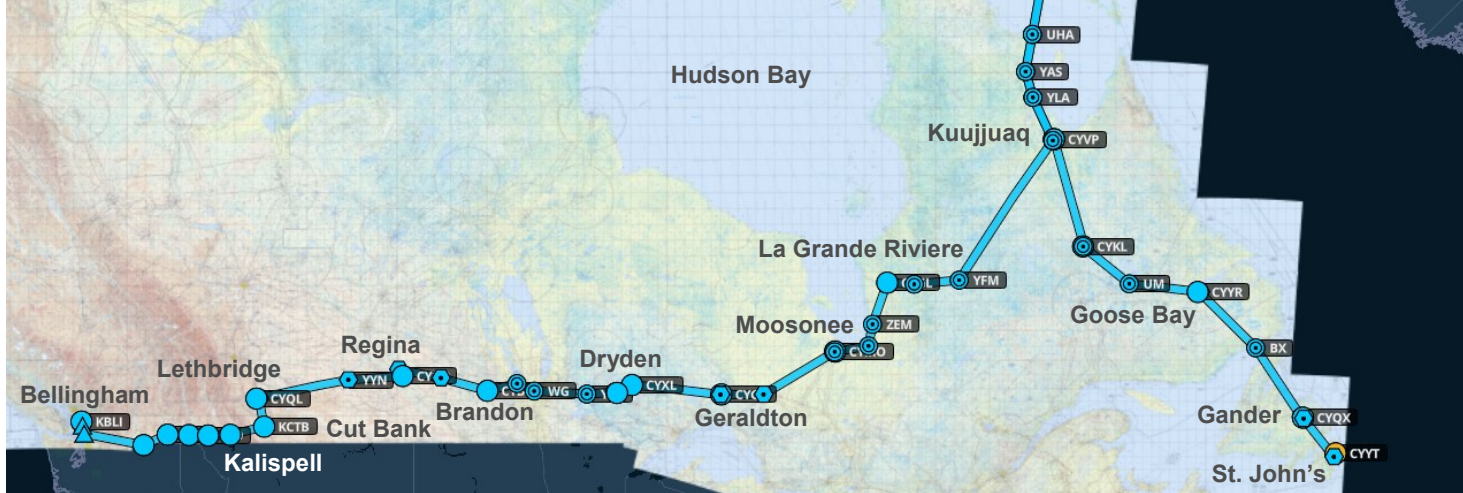 UHA
Hudson Bay
YAS
YLA
Kuujjuaq
CYVP
La Grande Riviere
CYKL
YFM
UM
CYYR
Goose Bay
Moosonee
ZEM
Regina
BX
Lethbridge
YYN
Dryden
Bellingham
CYQL
WG
CYXL
Brandon
Geraldton
Gander
CYQX
KBLI
KCTB
Cut Bank
Kalispell
CYYT
St. John's